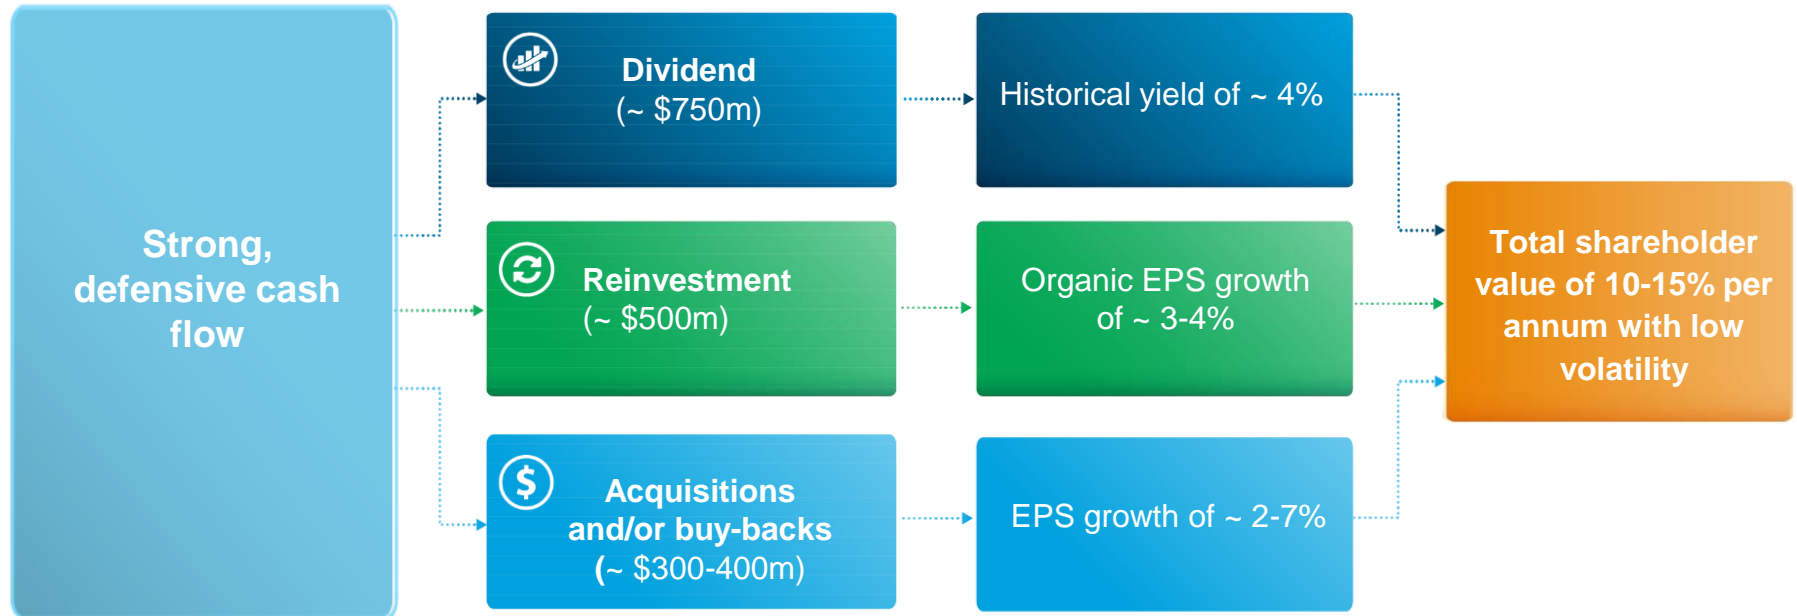 Strong,
defensive cash
flow
Dividend
(~ $750m)
Historical yield of ~ 4%
Reinvestment
(~ $500m)
Organic EPS growth
of ~ 3-4%
$
Acquisitions
and/or buy-backs
(~ $300-400m)
EPS growth of ~ 2-7%
Total shareholder
value of 10-15% per
annum with low
volatility